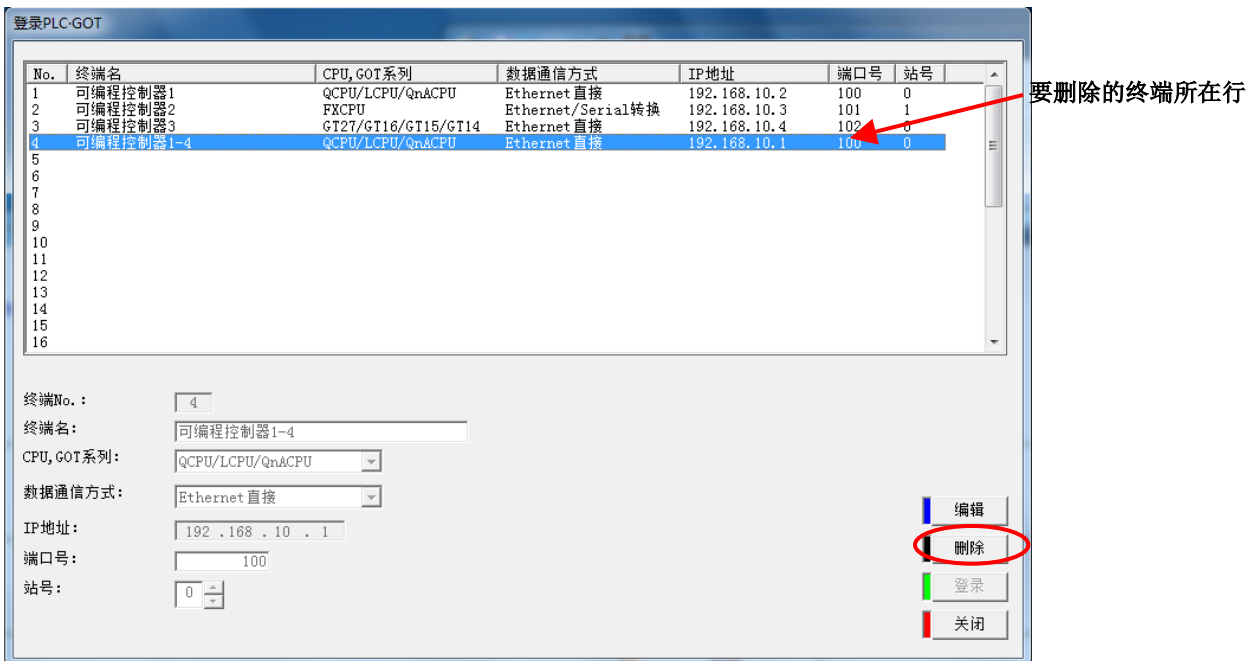 登录PLC·GOT
No. 终端名 CPU,GOT系列 数据通信方式 IP地址 端口号 站号
1 可编程控制器1 QCPU/LCPU/QnACPU Ethernet直接 192.168.10.2 100 0
2 可编程控制器2 FXCPU Ethernet/Serial转换 192.168.10.3 101 1
3 可编程控制器3 GT27/GT16/GT15/GT14 Ethernet直接 192.168.10.4 102 0
4 可编程控制器1-4 QCPU/LCPU/QnACPU Ethernet直接 192.168.10.1 100 0
5
6
7
8
9
10
11
12
13
14
15
16
要删除的终端所在行
终端No.: 4
终端名: 可编程控制器1-4
CPU,GOT系列: QCPU/LCPU/QnACPU
数据通信方式: Ethernet直接
IP地址: 192 .168 . 10 . 1
端口号: 100
站号: 0
编辑
删除
登录
关闭